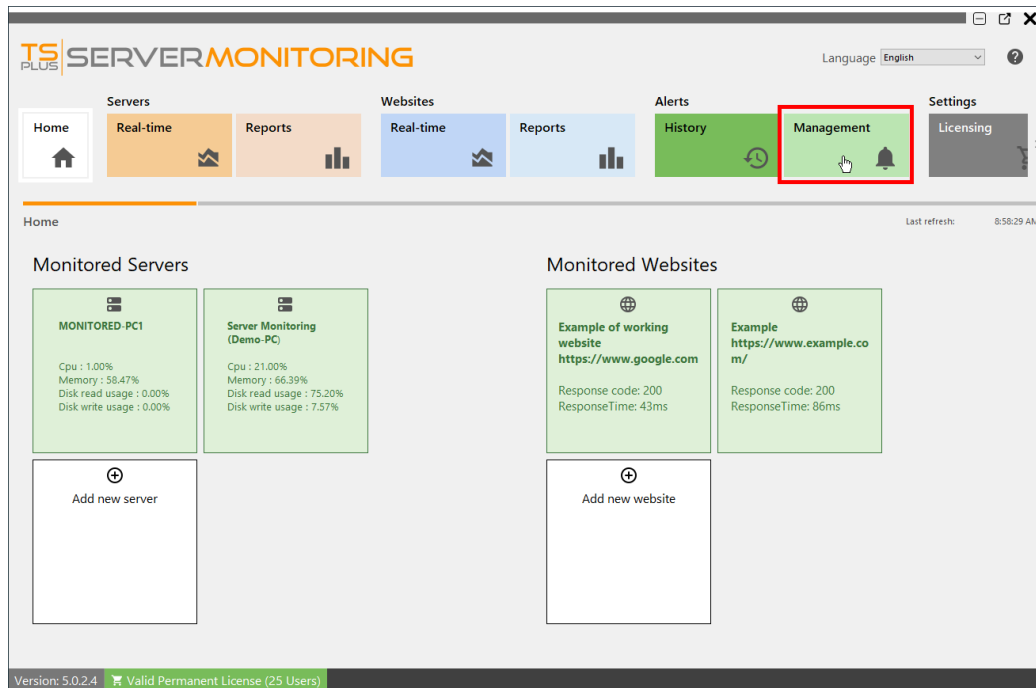 TS PLUS SERVERMONITORING
Language English
Servers
Websites
Alerts
Settings
Home
Real-time
Reports
Real-time
Reports
History
Management
Licensing
Home
Last refresh: 8:58:29 AM
Monitored Servers
MONITORED-PC1
Cpu : 1.00%
Memory : 58.47%
Disk read usage : 0.00%
Disk write usage : 0.00%
Server Monitoring
(Demo-PC)
Cpu : 21.00%
Memory : 66.39%
Disk read usage : 75.20%
Disk write usage : 7.57%
Add new server
Monitored Websites
Example of working
website
https://www.google.com
Response code: 200
ResponseTime: 43ms
Example
https://www.example.co
m/
Response code: 200
ResponseTime: 86ms
Add new website
Version: 5.0.2.4
Valid Permanent License (25 Users)